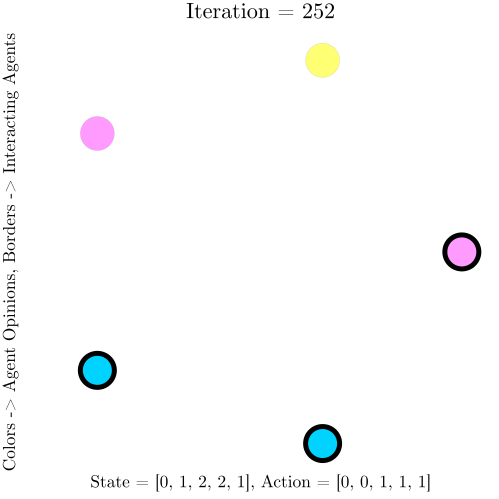 Iteration = 252
Colors -> Agent Opinions, Borders -> Interacting Agents
State = [0, 1, 2, 2, 1], Action = [0, 0, 1, 1, 1]